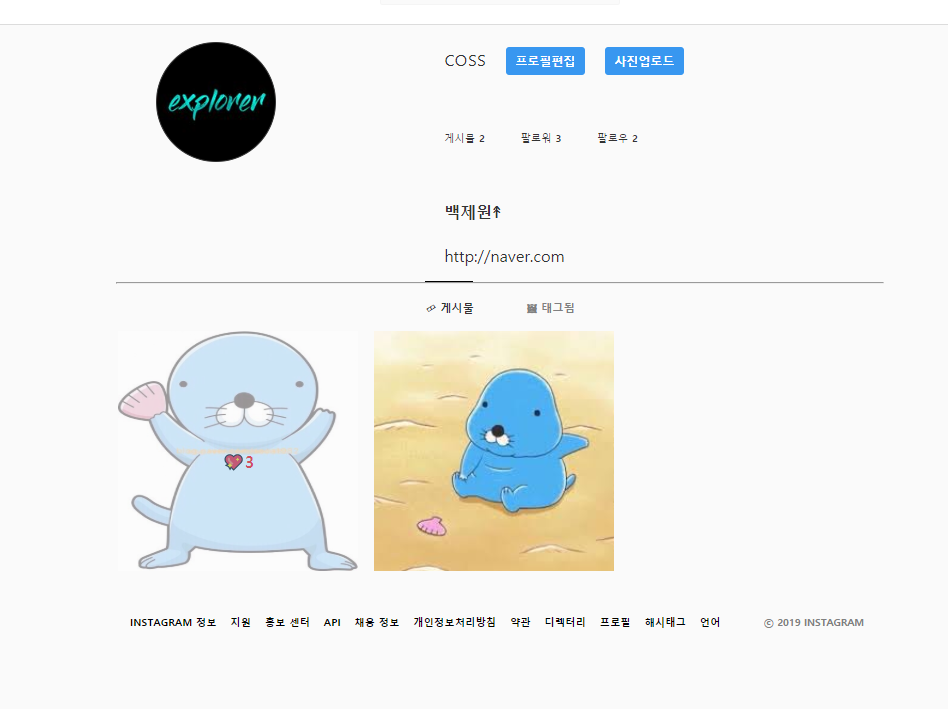 explorer
COSS 프로필편집 사진업로드
게시물 2 팔로워 3 팔로우 2
백제원↟
http://naver.com
게시물 태그됨
💘 3
INSTAGRAM 정보 지원 홍보 센터 API 채용 정보 개인정보처리방침 약관 디렉터리 프로필 해시태그 언어 © 2019 INSTAGRAM